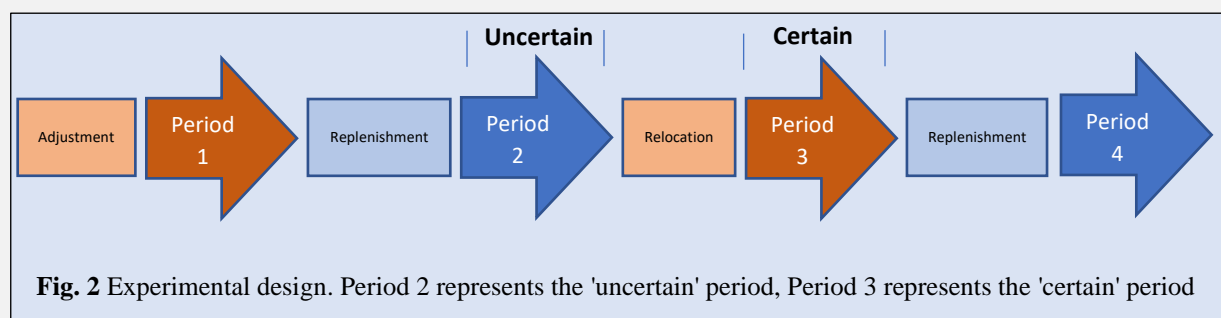 Uncertain
Certain
Adjustment
Period
1
Replenishment
Period
2
Relocation
Period
3
Replenishment
Period
4
Fig. 2 Experimental design. Period 2 represents the 'uncertain' period, Period 3 represents the 'certain' period